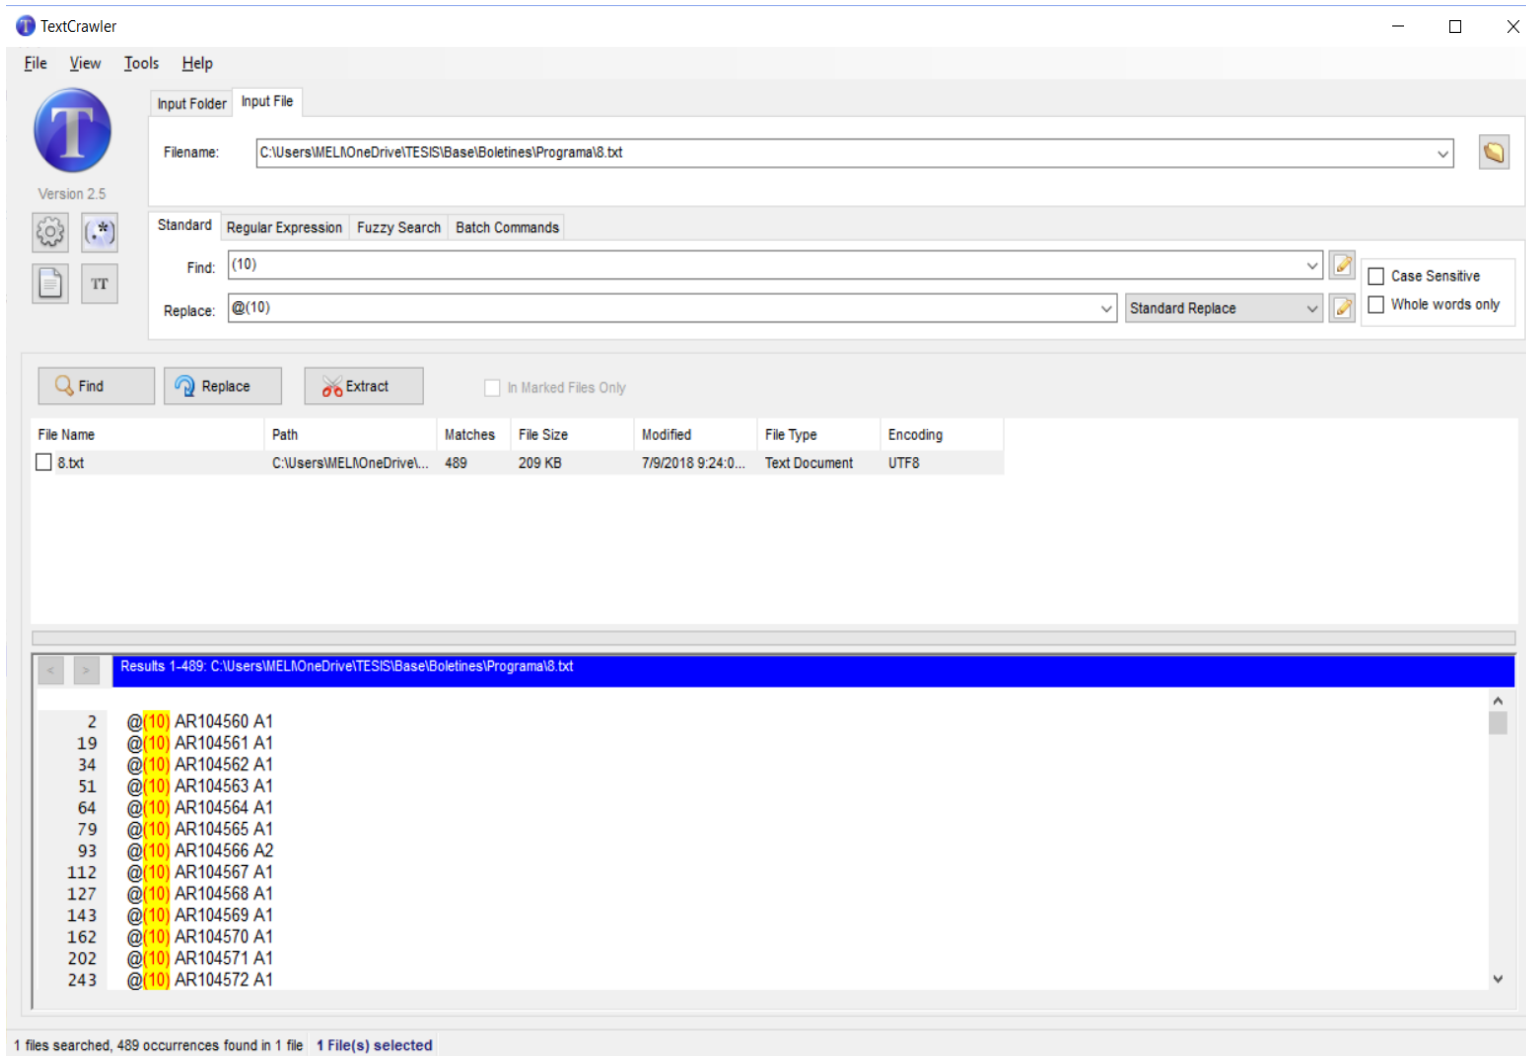 TextCrawler
File View Tools Help
Input Folder Input File
Filename: C:\Users\MELI\OneDrive\TESIS\Base\Boletines\Programa\8.txt
T
Version 2.5
Standard Regular Expression Fuzzy Search Batch Commands
(.*)
Find: (10)
Case Sensitive
TT
Replace: @(10) Standard Replace Whole words only
Find Replace Extract In Marked Files Only
File Name Path Matches File Size Modified File Type Encoding
8.txt C:\Users\MELI\OneDrive\... 489 209 KB 7/9/2018 9:24:0... Text Document UTF8
< > Results 1-489: C:\Users\MELI\OneDrive\TESIS\Base\Boletines\Programa\8.txt
2 @(10) AR104560 A1
19 @(10) AR104561 A1
34 @(10) AR104562 A1
51 @(10) AR104563 A1
64 @(10) AR104564 A1
79 @(10) AR104565 A1
93 @(10) AR104566 A2
112 @(10) AR104567 A1
127 @(10) AR104568 A1
143 @(10) AR104569 A1
162 @(10) AR104570 A1
202 @(10) AR104571 A1
243 @(10) AR104572 A1
1 files searched, 489 occurrences found in 1 file 1 File(s) selected